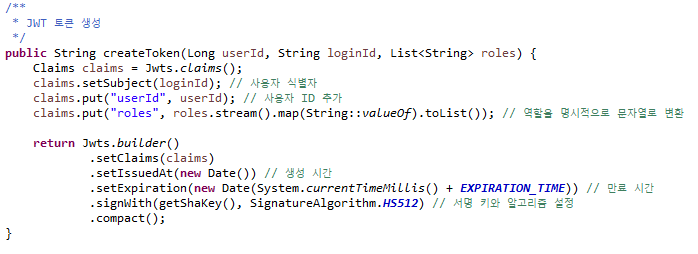 /**
 * JWT 토큰 생성
 */
public String createToken(Long userId, String loginId, List<String> roles) {
    Claims claims = Jwts.claims();
    claims.setSubject(loginId); // 사용자 식별자
    claims.put("userId", userId); // 사용자 ID 추가
    claims.put("roles", roles.stream().map(String::valueOf).toList()); // 역할을 명시적으로 문자열로 변환

    return Jwts.builder()
            .setClaims(claims)
            .setIssuedAt(new Date()) // 생성 시간
            .setExpiration(new Date(System.currentTimeMillis() + EXPIRATION_TIME)) // 만료 시간
            .signWith(getShaKey(), SignatureAlgorithm.HS512) // 서명 키와 알고리즘 설정
            .compact();
}